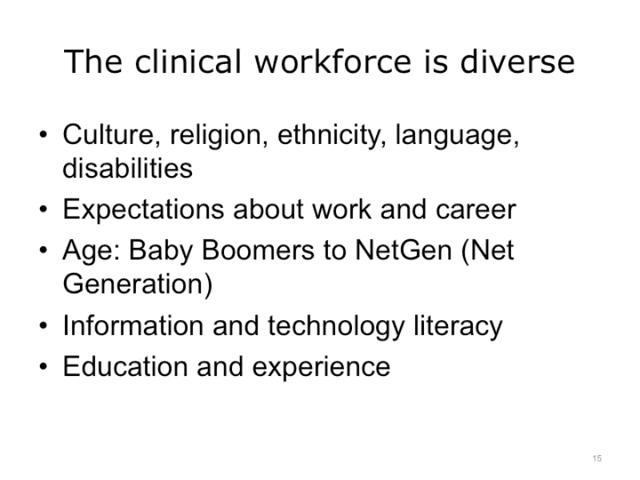 The clinical workforce is diverse
• Culture, religion, ethnicity, language,
disabilities
• Expectations about work and career
• Age: Baby Boomers to NetGen (Net
Generation)
• Information and technology literacy
• Education and experience
15